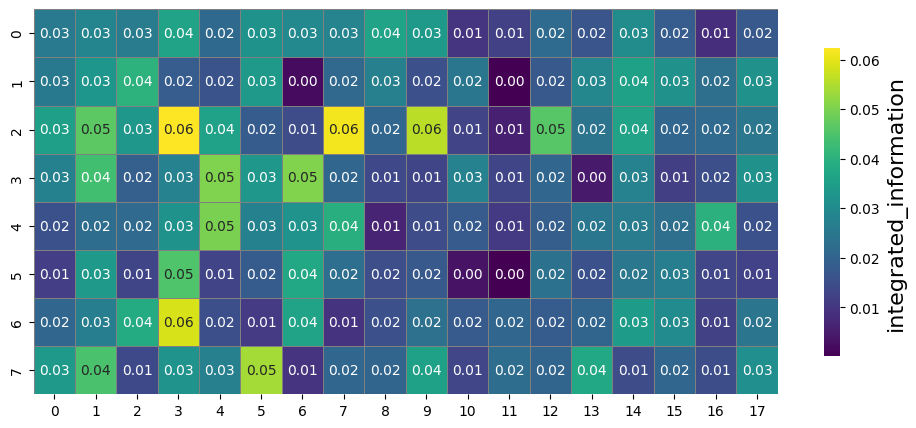 0 0.03 0.03 0.03 0.04 0.02 0.03 0.03 0.03 0.04 0.03 0.01 0.01 0.02 0.02 0.03 0.02 0.01 0.02
1 0.03 0.03 0.04 0.02 0.02 0.03 0.00 0.02 0.03 0.02 0.02 0.00 0.02 0.03 0.04 0.03 0.02 0.03
2 0.03 0.05 0.03 0.06 0.04 0.02 0.01 0.06 0.02 0.06 0.01 0.01 0.05 0.02 0.04 0.02 0.02 0.02
3 0.03 0.04 0.02 0.03 0.05 0.03 0.05 0.02 0.01 0.01 0.03 0.01 0.02 0.00 0.03 0.01 0.02 0.03
4 0.02 0.02 0.02 0.03 0.05 0.03 0.03 0.04 0.01 0.01 0.02 0.01 0.02 0.02 0.03 0.02 0.04 0.02
5 0.01 0.03 0.01 0.05 0.01 0.02 0.04 0.02 0.02 0.02 0.00 0.00 0.02 0.02 0.02 0.03 0.01 0.01
6 0.02 0.03 0.04 0.06 0.02 0.01 0.04 0.01 0.02 0.02 0.02 0.02 0.02 0.02 0.03 0.03 0.01 0.02
7 0.03 0.04 0.01 0.03 0.03 0.05 0.01 0.02 0.02 0.04 0.01 0.02 0.02 0.04 0.01 0.02 0.01 0.03
0 1 2 3 4 5 6 7 8 9 10 11 12 13 14 15 16 17
0.06
0.05
0.04
0.03
0.02
0.01
integrated_information